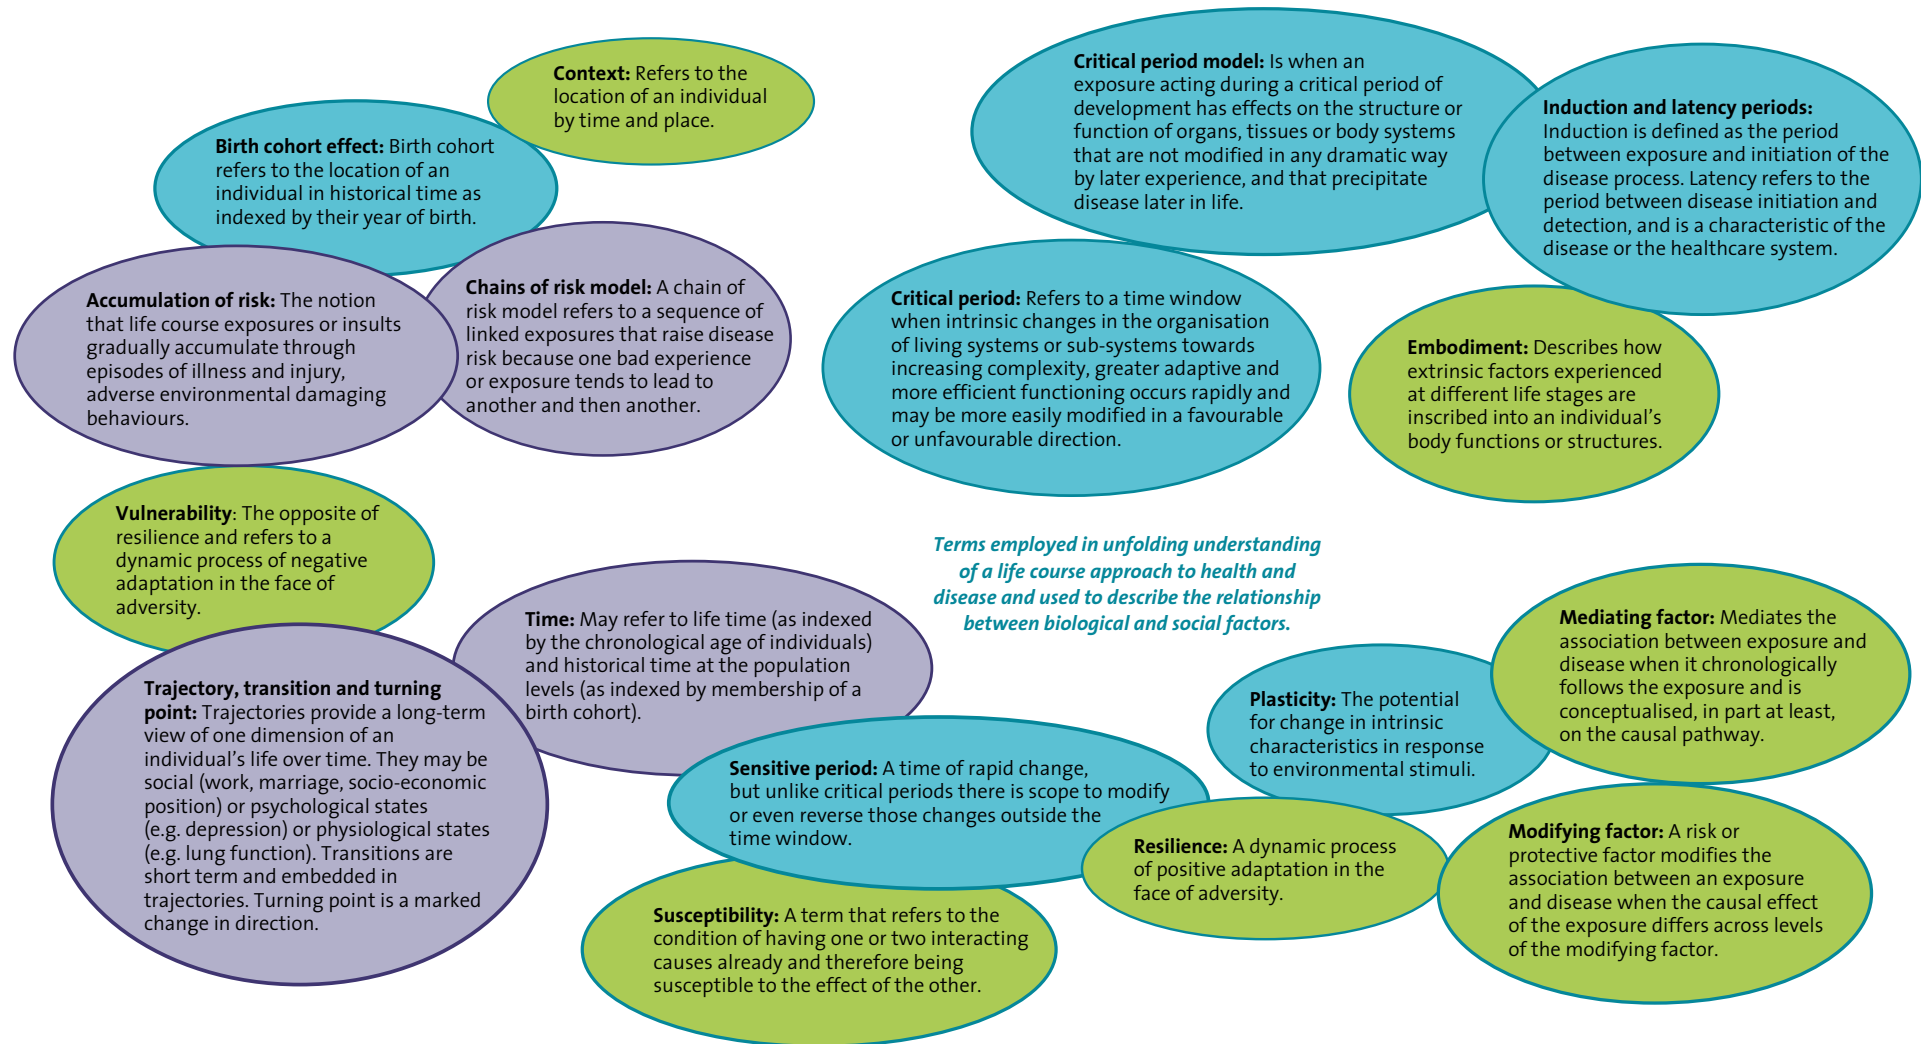 Context: Refers to the
location of an individual
by time and place.
Birth cohort effect: Birth cohort
refers to the location of an
individual in historical time as
indexed by their year of birth.
Accumulation of risk: The notion
that life course exposures or insults
gradually accumulate through
episodes of illness and injury,
adverse environmental damaging
behaviours.
Chains of risk model: A chain of
risk model refers to a sequence of
linked exposures that raise disease
risk because one bad experience
or exposure tends to lead to
another and then another.
Critical period model: Is when an
exposure acting during a critical period of
development has effects on the structure or
function of organs, tissues or body systems
that are not modified in any dramatic way
by later experience, and that precipitate
disease later in life.
Induction and latency periods:
Induction is defined as the period
between exposure and initiation of the
disease process. Latency refers to the
period between disease initiation and
detection, and is a characteristic of the
disease or the healthcare system.
Critical period: Refers to a time window
when intrinsic changes in the organisation
of living systems or sub-systems towards
increasing complexity, greater adaptive and
more efficient functioning occurs rapidly and
may be more easily modified in a favourable
or unfavourable direction.
Embodiment: Describes how
extrinsic factors experienced
at different life stages are
inscribed into an individual’s
body functions or structures.
Vulnerability: The opposite of
resilience and refers to a
dynamic process of negative
adaptation in the face of
adversity.
Terms employed in unfolding understanding
of a life course approach to health and
disease and used to describe the relationship
between biological and social factors.
Time: May refer to life time (as indexed
by the chronological age of individuals)
and historical time at the population
levels (as indexed by membership of a
birth cohort).
Trajectory, transition and turning
point: Trajectories provide a long-term
view of one dimension of an
individual’s life over time. They may be
social (work, marriage, socio-economic
position) or psychological states
(e.g. depression) or physiological states
(e.g. lung function). Transitions are
short term and embedded in
trajectories. Turning point is a marked
change in direction.
Sensitive period: A time of rapid change,
but unlike critical periods there is scope to modify
or even reverse those changes outside the
time window.
Plasticity: The potential
for change in intrinsic
characteristics in response
to environmental stimuli.
Mediating factor: Mediates the
association between exposure and
disease when it chronologically
follows the exposure and is
conceptualised, in part at least,
on the causal pathway.
Resilience: A dynamic process
of positive adaptation in the
face of adversity.
Modifying factor: A risk or
protective factor modifies the
association between an exposure
and disease when the causal effect
of the exposure differs across levels
of the modifying factor.
Susceptibility: A term that refers to the
condition of having one or two interacting
causes already and therefore being
susceptible to the effect of the other.